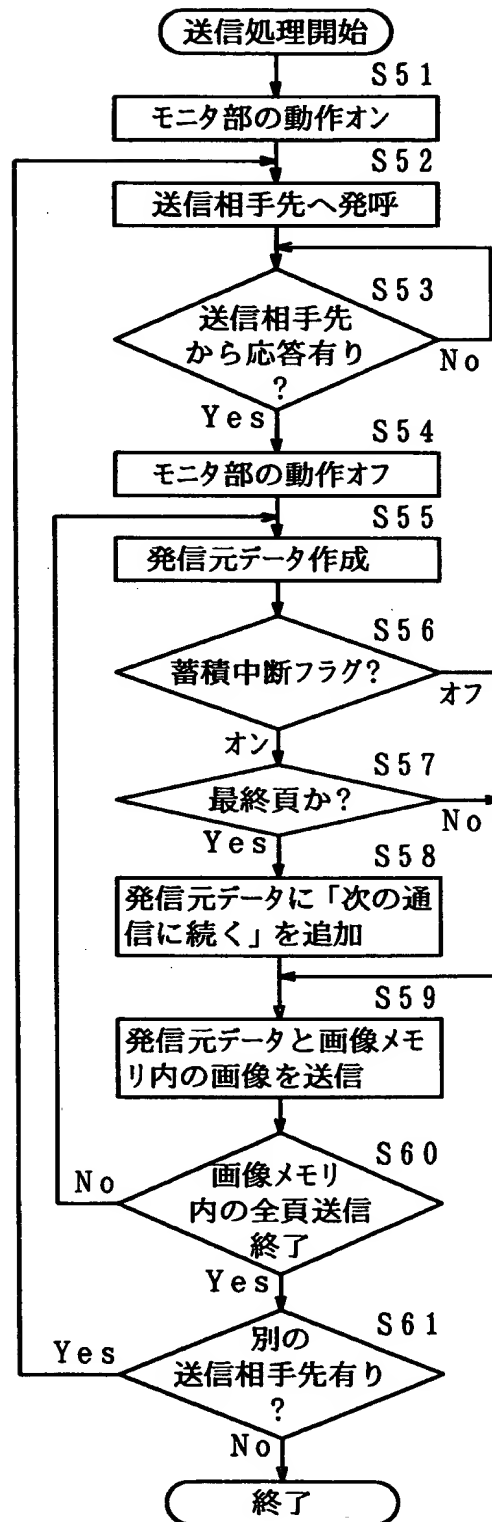 送信処理開始
S51
モニタ部の動作オン
S52
送信相手先へ発呼
S53
送信相手先
から応答有り
?
No
Yes
S54
モニタ部の動作オフ
S55
発信元データ作成
S56
蓄積中断フラグ?
オフ
オン
S57
最終頁か?
No
Yes
S58
発信元データに「次の通
信に続く」を追加
S59
発信元データと画像メモ
リ内の画像を送信
S60
画像メモリ
内の全頁送信
終了
No
Yes
S61
別の
送信相手先有り
?
Yes
No
終了